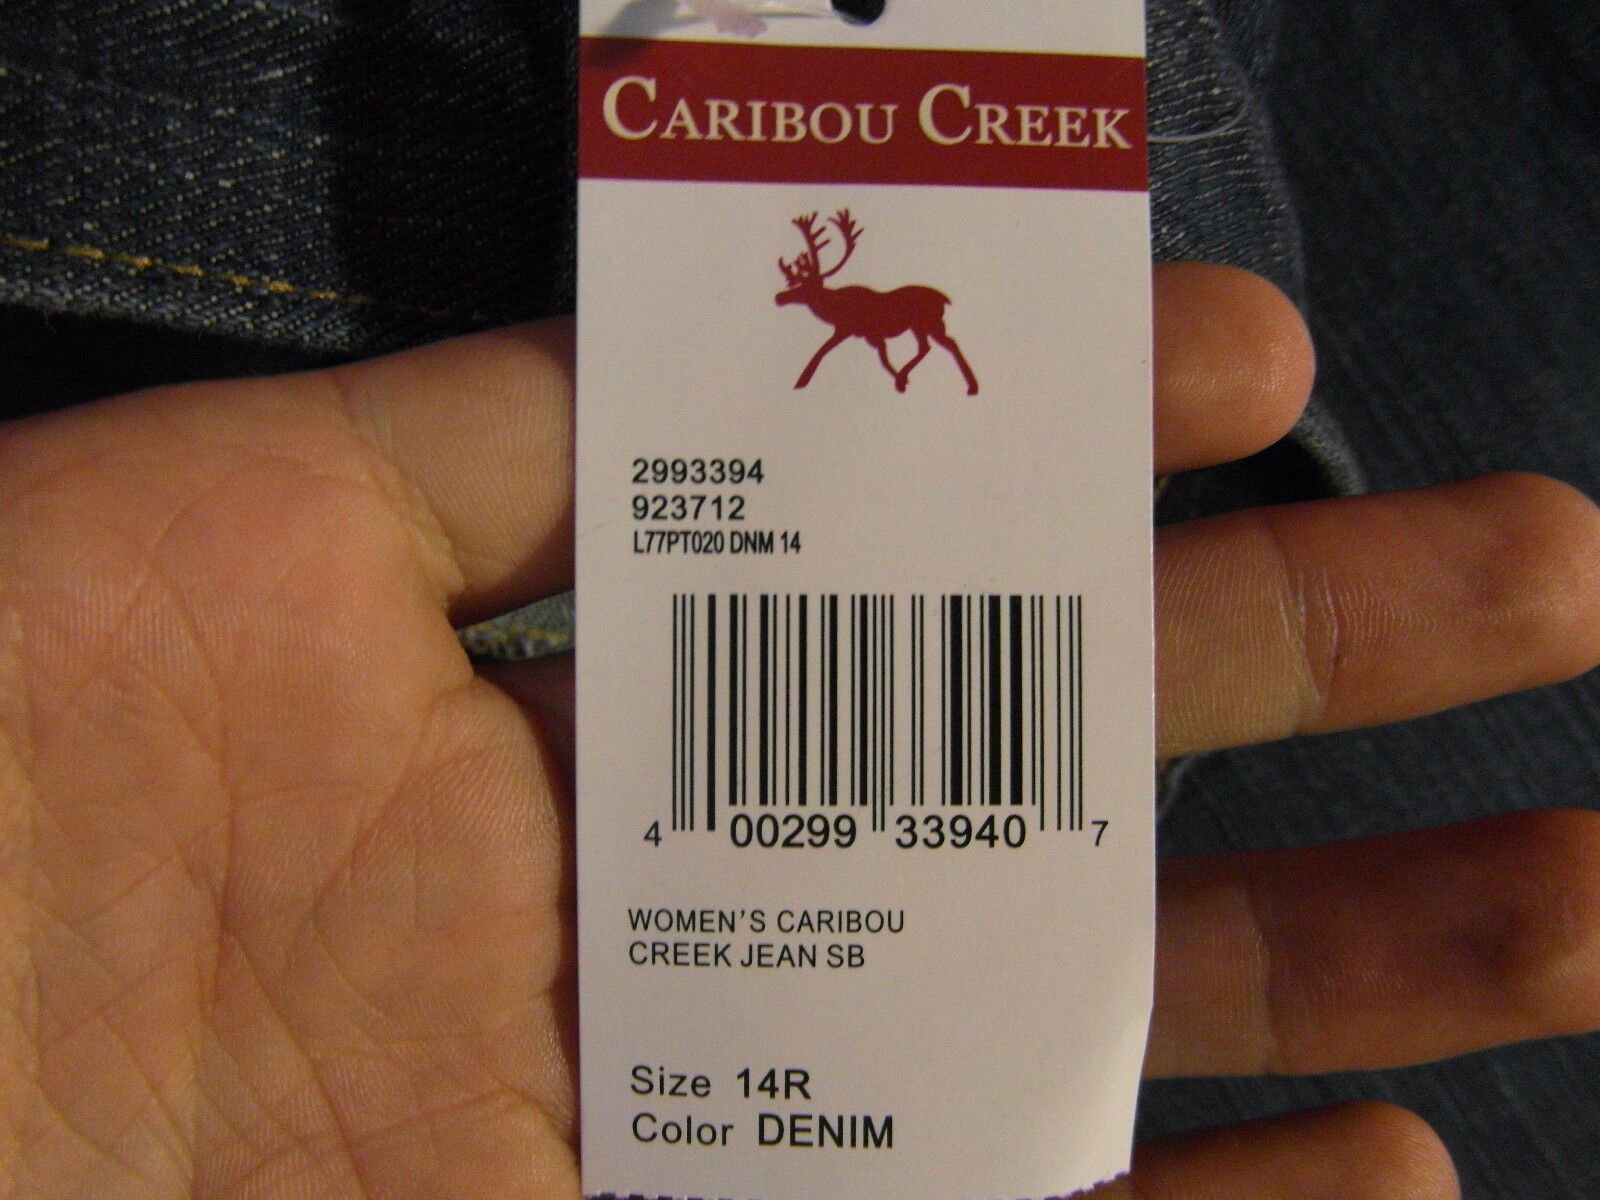 CARIBOU CREEK
2993394
923712
L77PT020 DNM 14
4 00299 33940 7
WOMEN'S CARIBOU
CREEK JEAN SB
Size 14R
Color DENIM